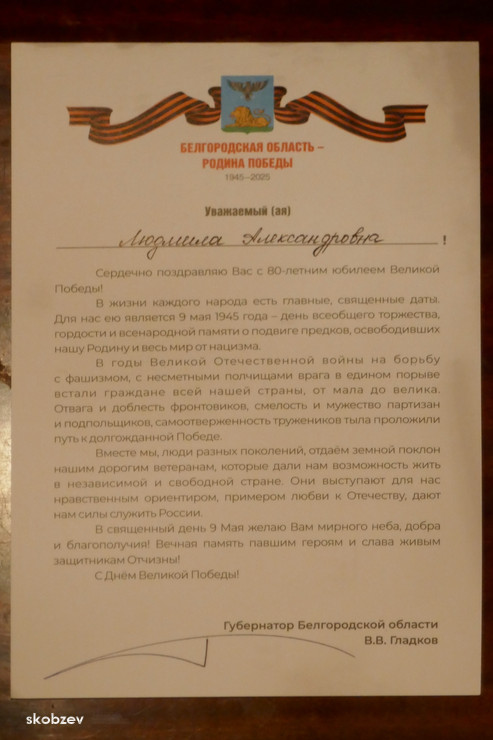 БЕЛГОРОДСКАЯ ОБЛАСТЬ –
РОДИНА ПОБЕДЫ
1945–2025
Уважаемый (ая)
Людмила Александровна !
Сердечно поздравляю Вас с 80-летним юбилеем Великой
Победы!
В жизни каждого народа есть главные, священные даты.
Для нас ею является 9 мая 1945 года – день всеобщего торжества,
гордости и всенародной памяти о подвиге предков, освободивших
нашу Родину и весь мир от нацизма.
В годы Великой Отечественной войны на борьбу
с фашизмом, с несметными полчищами врага в едином порыве
встали граждане всей нашей страны, от мала до велика.
Отвага и доблесть фронтовиков, смелость и мужество партизан
и подпольщиков, самоотверженность тружеников тыла проложили
путь к долгожданной Победе.
Вместе мы, люди разных поколений, отдаём земной поклон
нашим дорогим ветеранам, которые дали нам возможность жить
в независимой и свободной стране. Они выступают для нас
нравственным ориентиром, примером любви к Отечеству, дают
нам силы служить России.
В священный день 9 Мая желаю Вам мирного неба, добра
и благополучия! Вечная память павшим героям и слава живым
защитникам Отчизны!
С Днём Великой Победы!
Губернатор Белгородской области
В.В. Гладков
skobzev